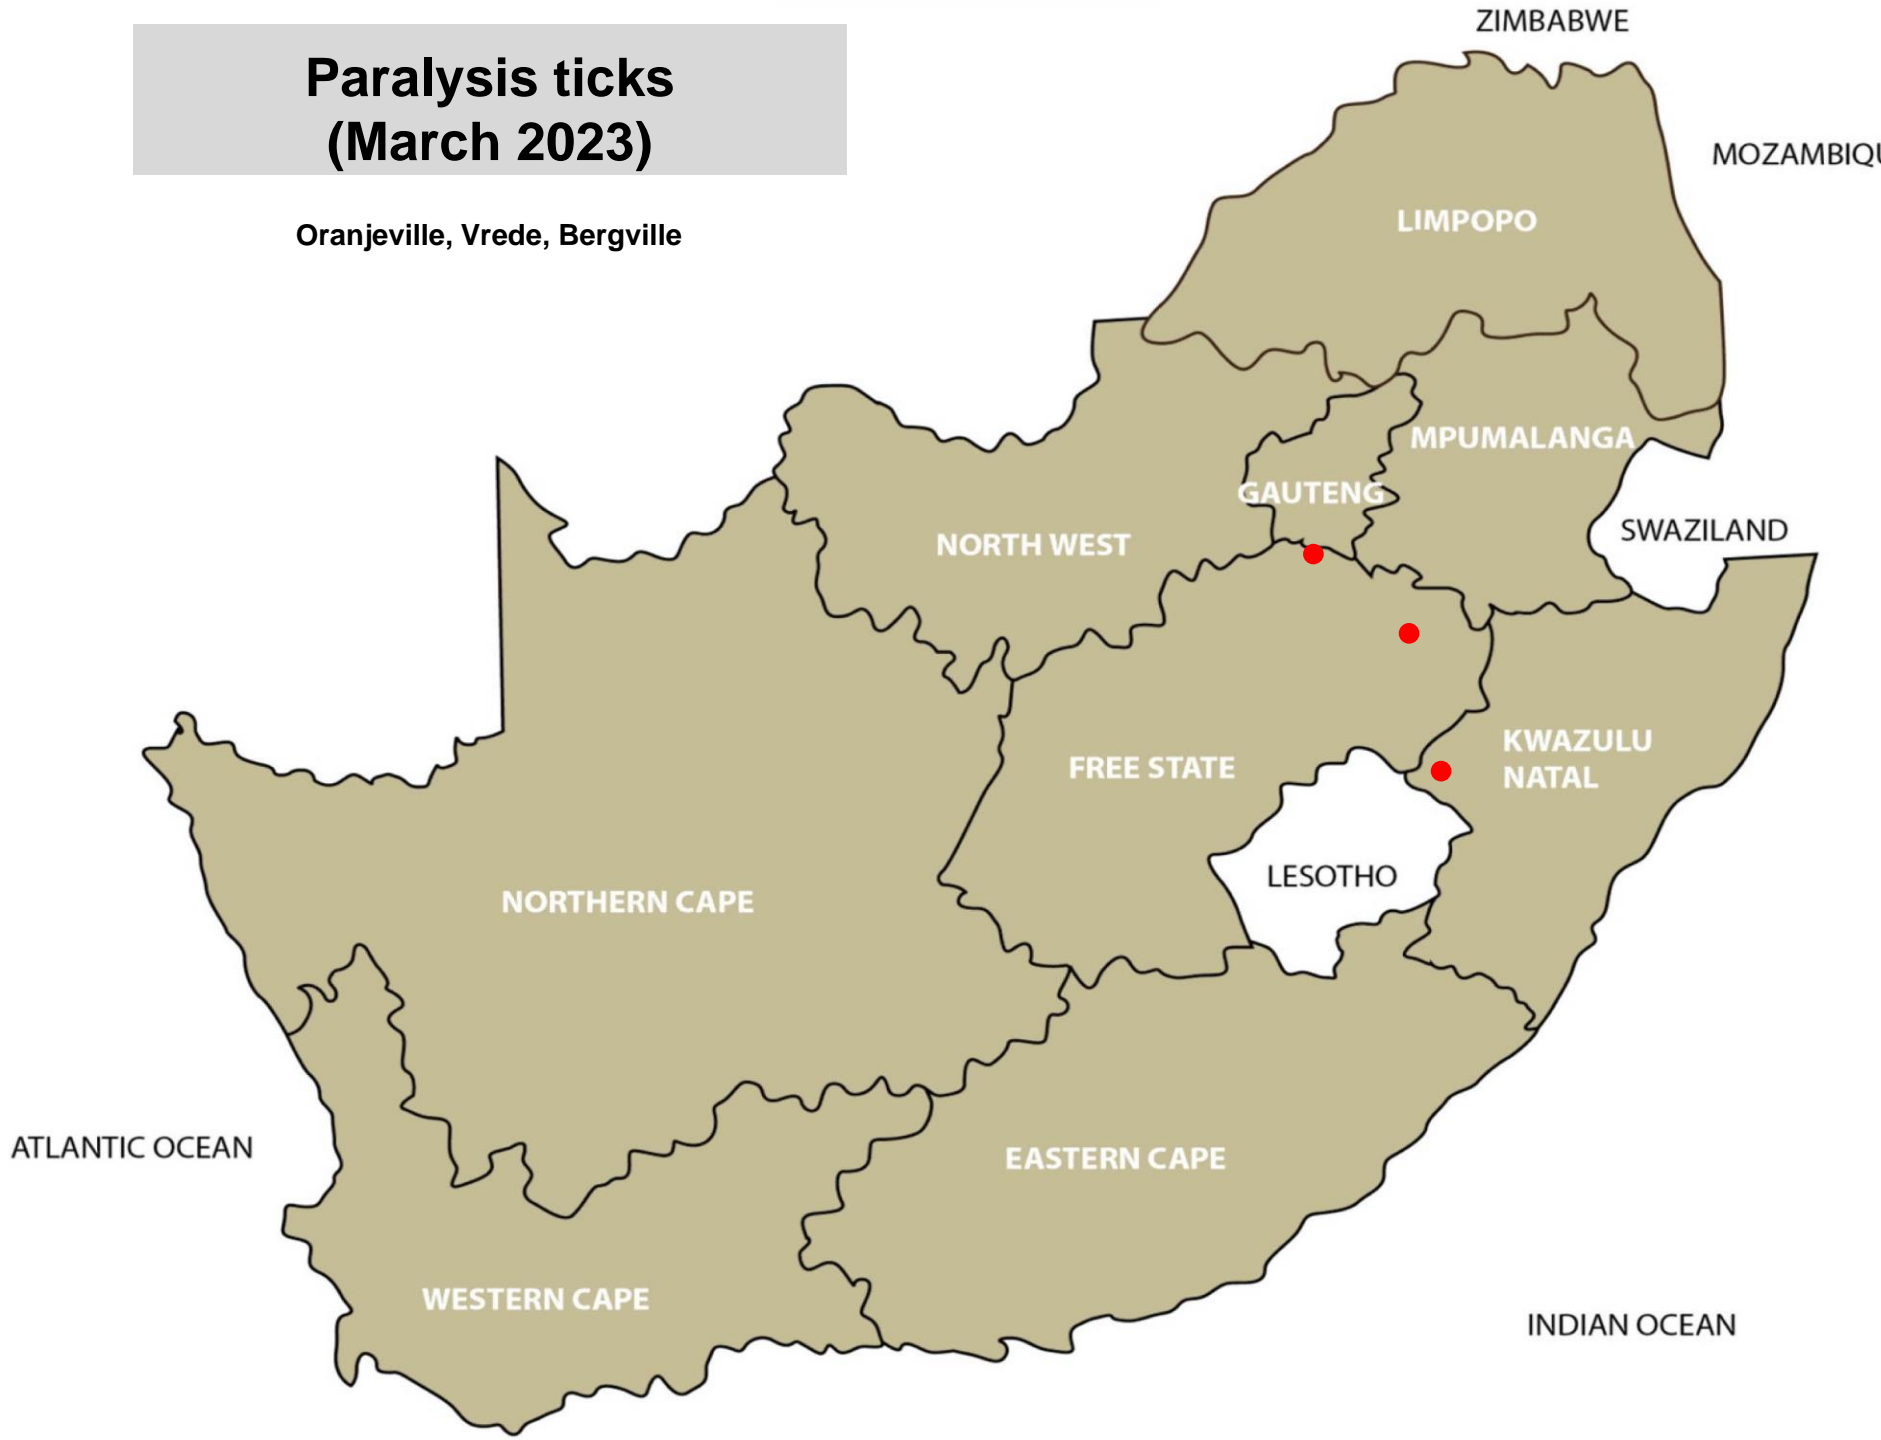 Paralysis ticks
(March 2023)
Oranjeville, Vrede, Bergville
ZIMBABWE
MOZAMBIQU
LIMPOPO
MPUMALANGA
GAUTENG
SWAZILAND
NORTH WEST
KWAZULU
NATAL
FREE STATE
LESOTHO
NORTHERN CAPE
ATLANTIC OCEAN
EASTERN CAPE
WESTERN CAPE
INDIAN OCEAN